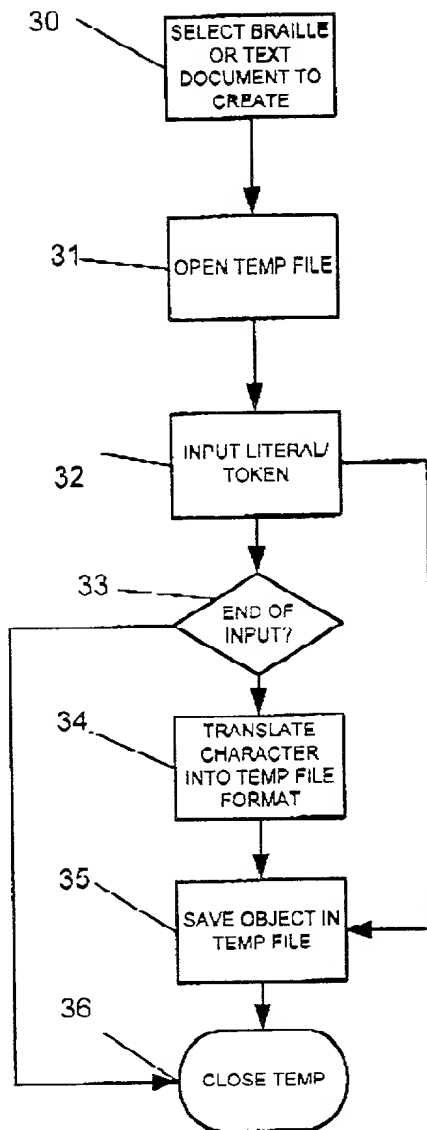 30
SELECT BRAILLE
OR TEXT
DOCUMENT TO
CREATE
31
OPEN TEMP FILE
32
INPUT LITERAL/
TOKEN
33
END OF
INPUT?
34
TRANSLATE
CHARACTER
INTO TEMP FILE
FORMAT
35
SAVE OBJECT IN
TEMP FILE
36
CLOSE TEMP